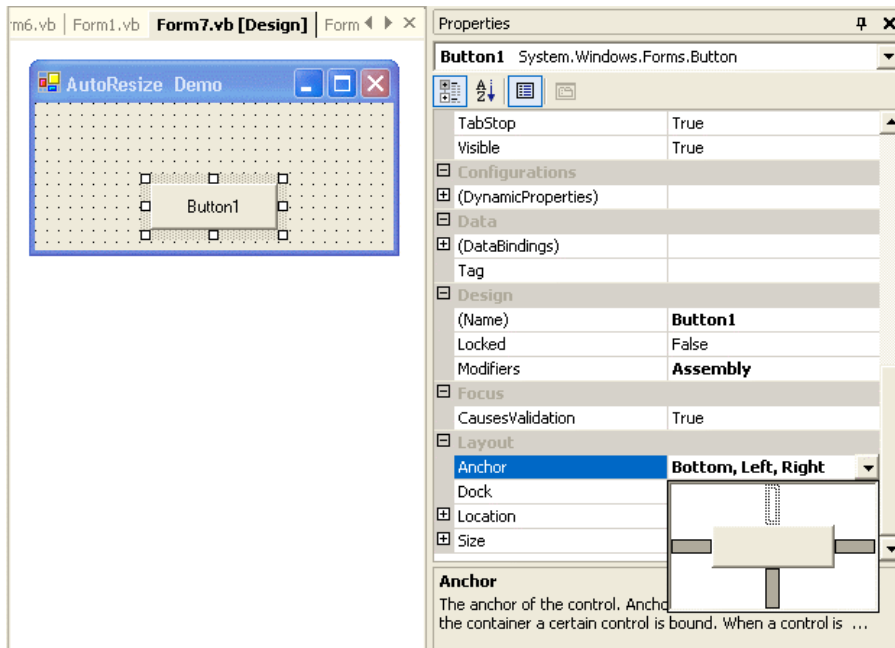 rm6.vb Form1.vb Form7.vb [Design] Form
AutoResize Demo
Button1
Properties
Button1 System.Windows.Forms.Button
TabStop True
Visible True
Configurations
(DynamicProperties)
Data
(DataBindings)
Tag
Design
(Name) Button1
Locked False
Modifiers Assembly
Focus
CausesValidation True
Layout
Anchor Bottom, Left, Right
Dock
Location
Size
Anchor
The anchor of the control. Ancho
the container a certain control is bound. When a control is ...